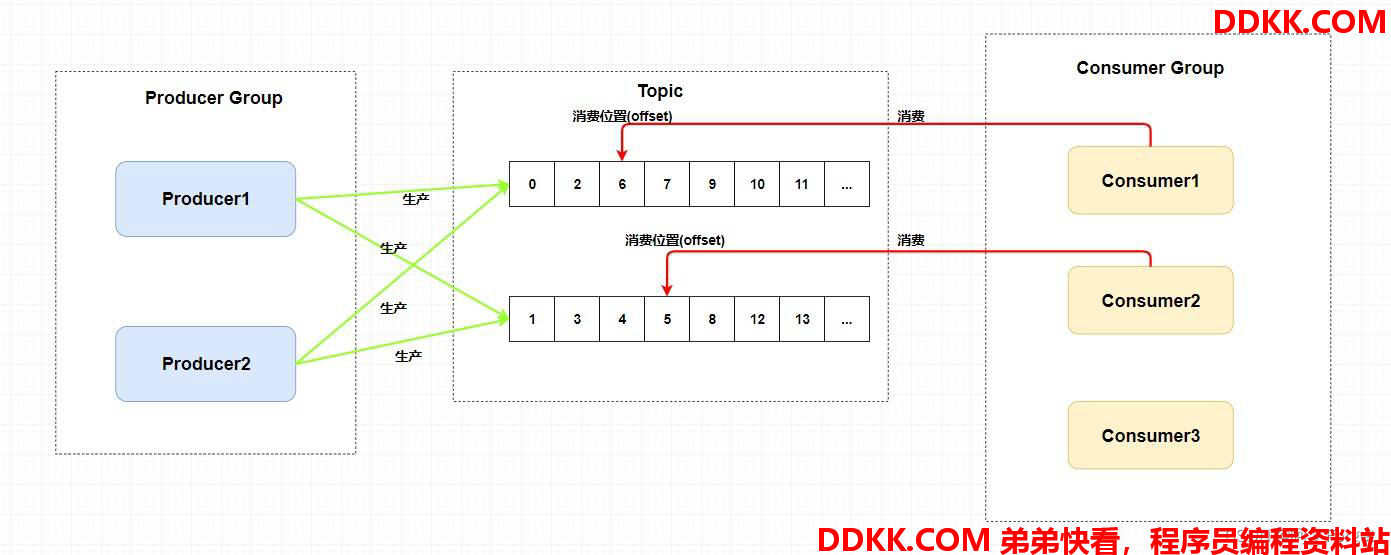 DDKK.COM
Producer Group
Topic
Consumer Group
消费位置(offset)
消费
Producer1
生产
0 2 6 7 9 10 11 ...
Consumer1
生产
消费位置(offset)
消费
生产
1 3 4 5 8 12 13 ...
Consumer2
Producer2
生产
Consumer3
DDKK.COM 弟弟快看，程序员编程资料站